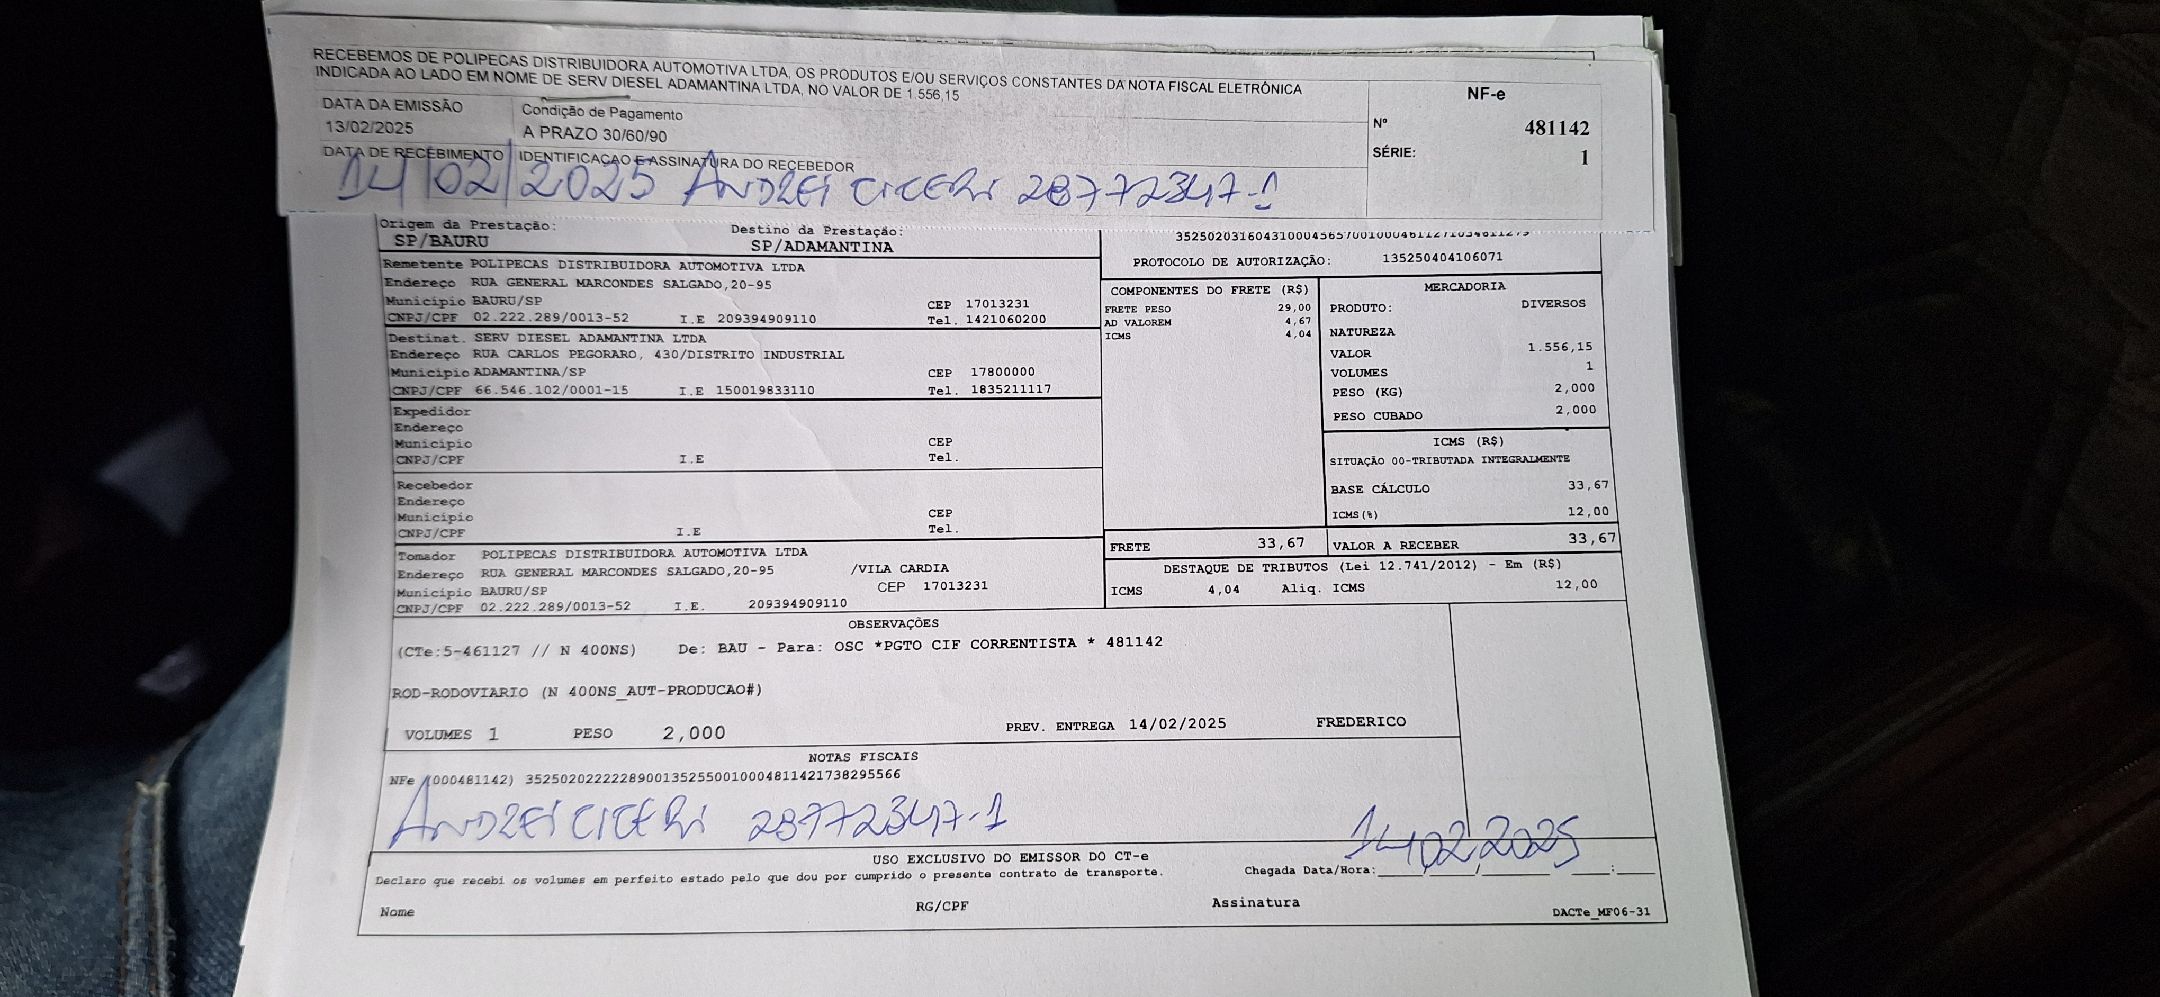 RECEBEMOS DE POLIPECAS DISTRIBUIDORA AUTOMOTIVA LTDA, OS PRODUTOS E/OU SERVIÇOS CONSTANTES DA NOTA FISCAL ELETRÔNICA
INDICADA AO LADO EM NOME DE SERV DIESEL ADAMANTINA LTDA, NO VALOR DE 1.556,15
NF-e
Nº 481142
SÉRIE: 1
DATA DA EMISSÃO
13/02/2025
Condição de Pagamento
A PRAZO 30/60/90
DATA DE RECEBIMENTO
IDENTIFICAÇAO E ASSINATURA DO RECEBEDOR
14/02/2025 ANDREI CICERI 28772347-1
Origem da Prestação:
SP/BAURU
Destino da Prestação:
SP/ADAMANTINA
PROTOCOLO DE AUTORIZAÇÃO: 135250404106071
Remetente POLIPECAS DISTRIBUIDORA AUTOMOTIVA LTDA
Endereço RUA GENERAL MARCONDES SALGADO,20-95
Municipio BAURU/SP CEP 17013231
CNPJ/CPF 02.222.289/0013-52 I.E 209394909110 Tel. 1421060200
Destinat. SERV DIESEL ADAMANTINA LTDA
Endereço RUA CARLOS PEGORARO, 430/DISTRITO INDUSTRIAL
Municipio ADAMANTINA/SP CEP 17800000
CNPJ/CPF 66.546.102/0001-15 I.E 150019833110 Tel. 1835211117
Expedidor
Endereço
Municipio CEP
CNPJ/CPF I.E Tel.
Recebedor
Endereço
Municipio CEP
CNPJ/CPF I.E Tel.
Tomador POLIPECAS DISTRIBUIDORA AUTOMOTIVA LTDA
Endereço RUA GENERAL MARCONDES SALGADO,20-95 /VILA CARDIA
Municipio BAURU/SP CEP 17013231
CNPJ/CPF 02.222.289/0013-52 I.E. 209394909110
COMPONENTES DO FRETE (R$)
FRETE PESO 29,00
AD VALOREM 4,67
ICMS 4,04
MERCADORIA
PRODUTO: DIVERSOS
NATUREZA
VALOR 1.556,15
VOLUMES 1
PESO (KG) 2,000
PESO CUBADO 2,000
ICMS (R$)
SITUAÇÃO 00-TRIBUTADA INTEGRALMENTE
BASE CÁLCULO 33,67
ICMS(%) 12,00
FRETE 33,67 VALOR A RECEBER 33,67
DESTAQUE DE TRIBUTOS (Lei 12.741/2012) - Em (R$)
ICMS 4,04 Aliq. ICMS 12,00
OBSERVAÇÕES
(CTe:5-461127 // N 400NS) De: BAU - Para: OSC *PGTO CIF CORRENTISTA * 481142
ROD-RODOVIARIO (N 400NS_AUT-PRODUCAO#)
VOLUMES 1 PESO 2,000 PREV. ENTREGA 14/02/2025 FREDERICO
NOTAS FISCAIS
NFe (000481142) 35250202222289001352550010004811421738295566
ANDREI CICERI 28772347-1
14 02 2025
USO EXCLUSIVO DO EMISSOR DO CT-e
Declaro que recebi os volumes em perfeito estado pelo que dou por cumprido o presente contrato de transporte.
Chegada Data/Hora:____/____/______ ____:____
Nome RG/CPF Assinatura
DACTe_MF06-31